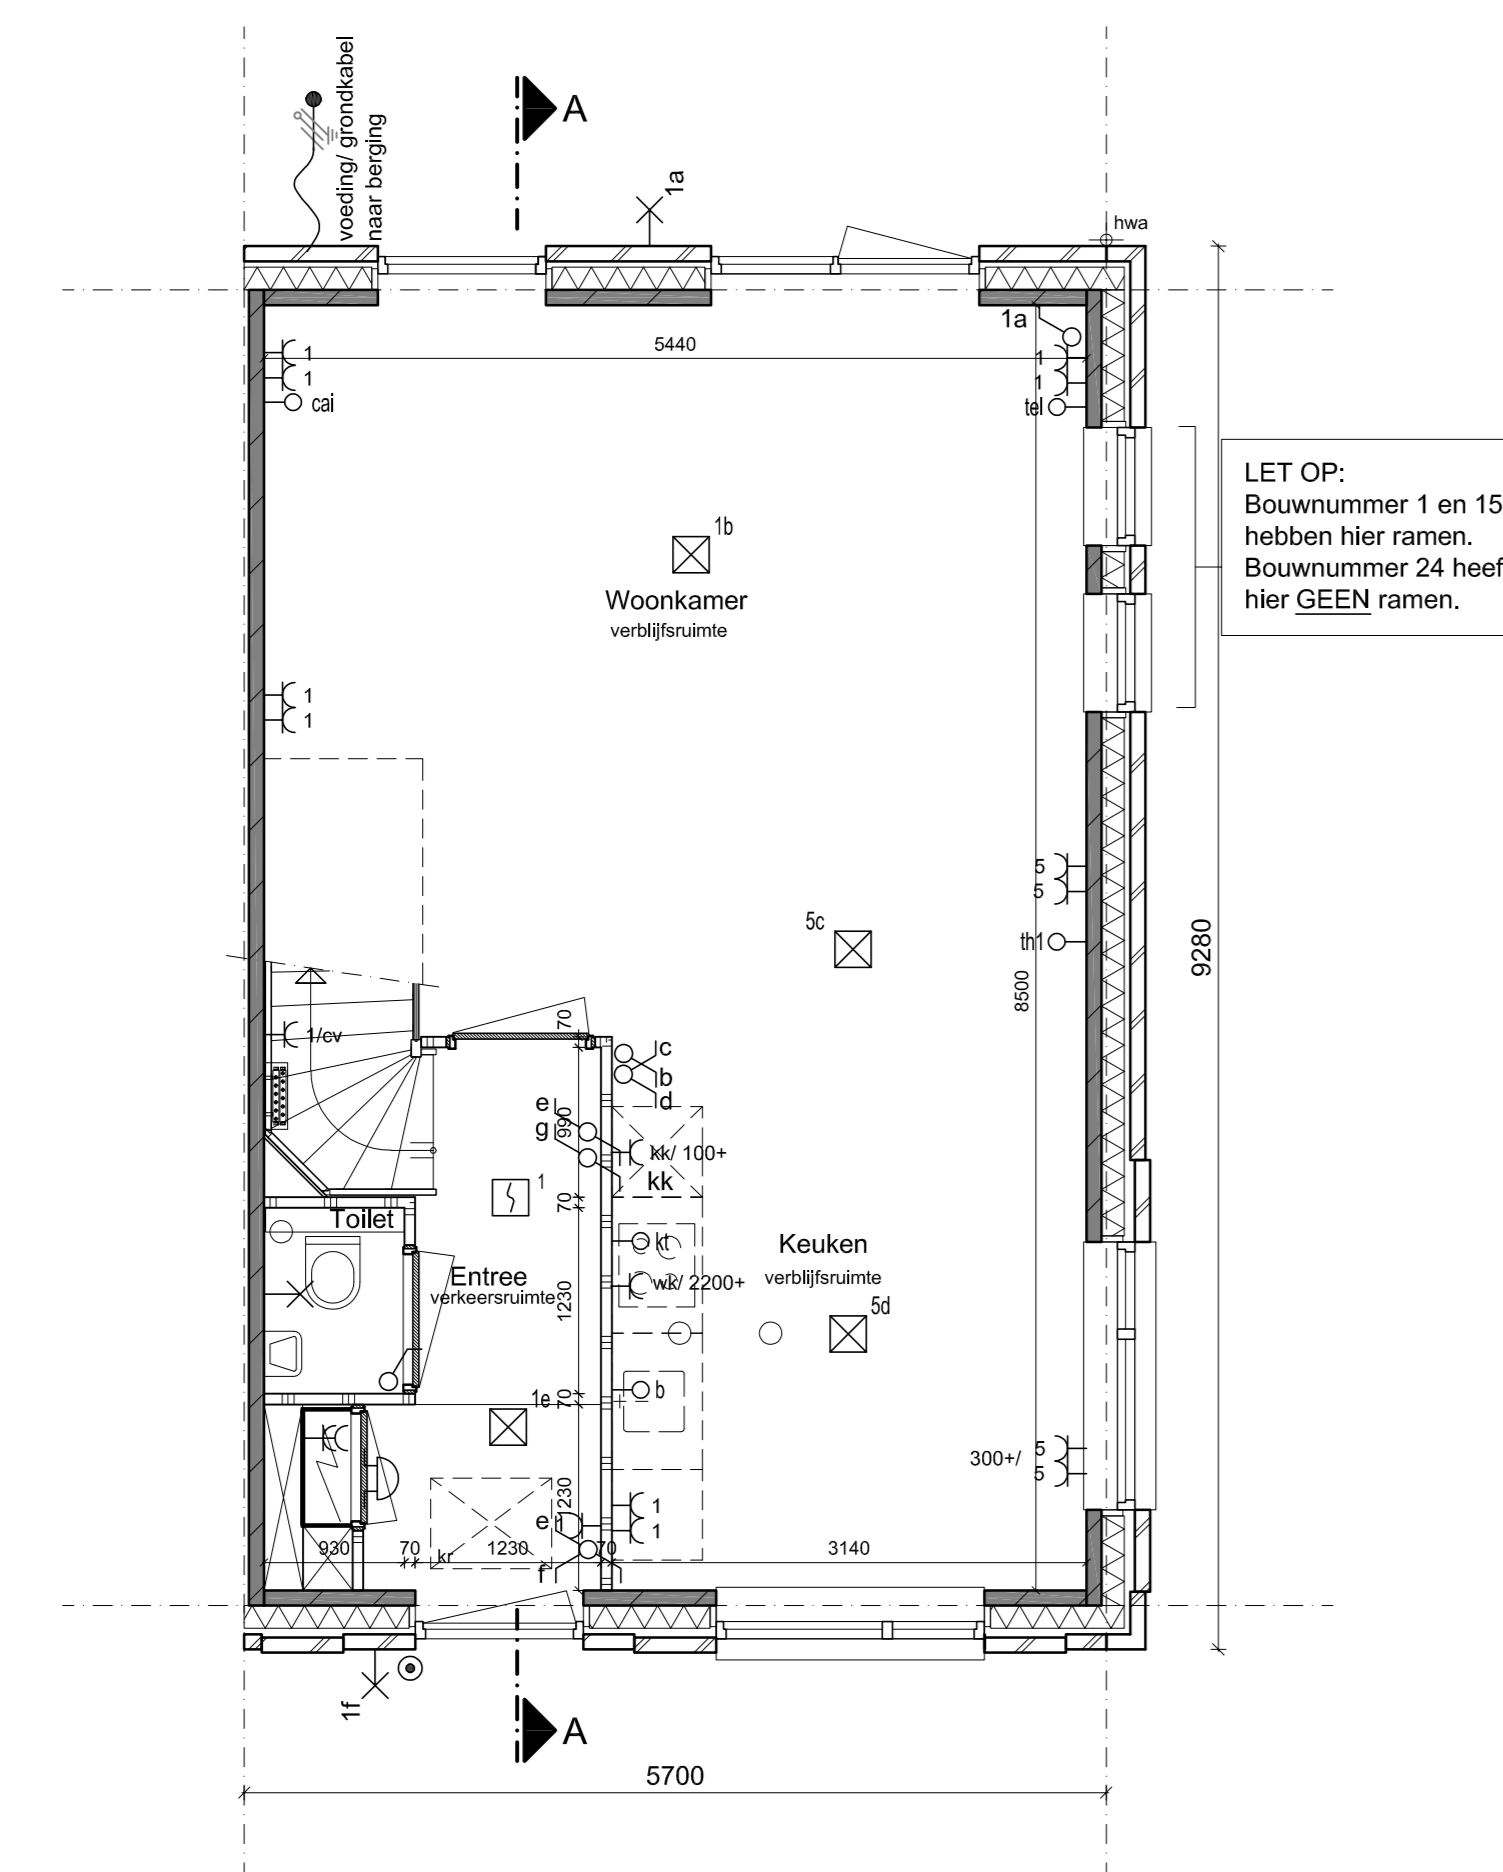 voeding/ grondkabel
naar berging
A
1a
hwa
1a
5440
1
1
cai
1
1
tel
LET OP:
Bouwnummer 1 en 15
hebben hier ramen.
Bouwnummer 24 heef
hier GEEN ramen.
1b
Woonkamer
verblijfsruimte
1
1
5
5
5c
th1
9280
8500
1/cv
70
c
b
d
e
g
990
kk/ 100+
kk
1
70
Toilet
kt
Keuken
verblijfsruimte
Entree
verkeersruimte
1230
wk/ 2200+
5d
1e
70
b
300+/
5
5
1230
1
1
e1
930
70
kr
1230
70
3140
f
1f
A
5700